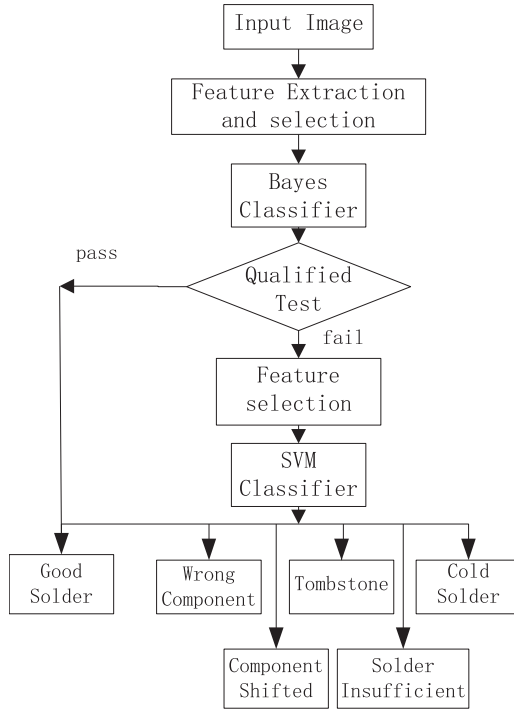 Input Image
Feature Extraction
and selection
Bayes
Classifier
pass
Qualified
Test
fail
Feature
selection
SVM
Classifier
Good
Solder
Wrong
Component
Tombstone
Cold
Solder
Component
Shifted
Solder
Insufficient